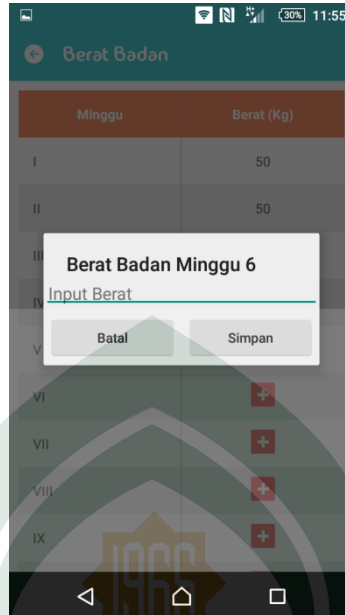 30% 11:55
Berat Badan
Minggu Berat (Kg)
I 50
II 50
III
Berat Badan Minggu 6
IV
Input Berat
Batal Simpan
V
VI +
VII +
VIII +
IX +
1965